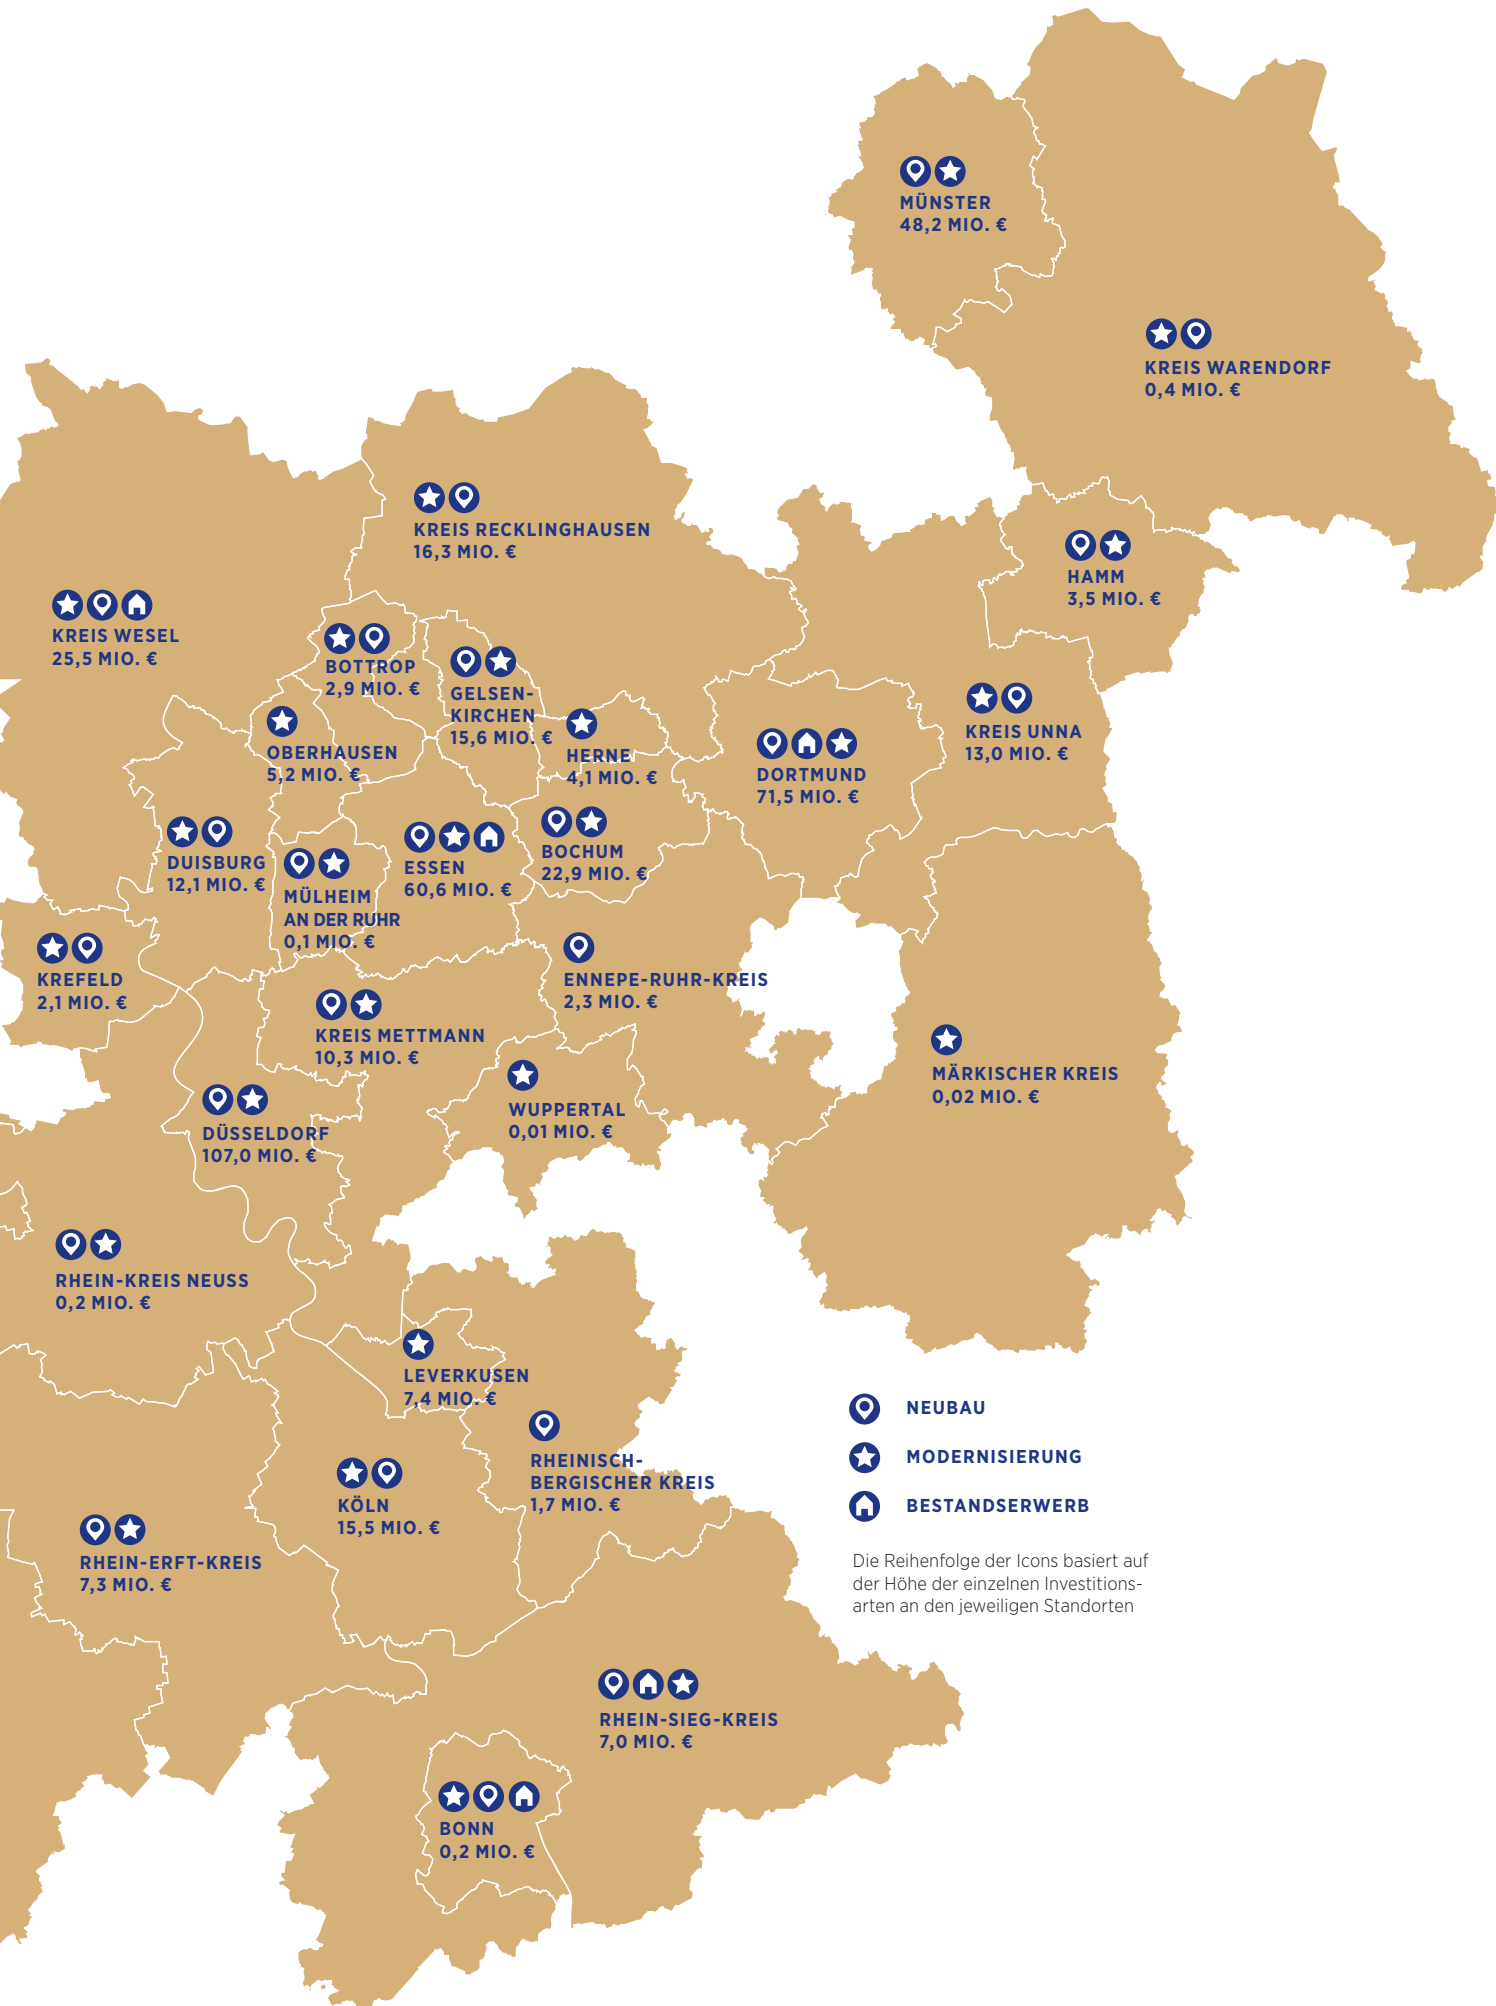 MÜNSTER
48,2 MIO. €
KREIS WARENDORF
0,4 MIO. €
KREIS RECKLINGHAUSEN
16,3 MIO. €
HAMM
3,5 MIO. €
KREIS WESEL
25,5 MIO. €
BOTTROP
2,9 MIO. €
GELSEN-
KIRCHEN
15,6 MIO. €
OBERHAUSEN
5,2 MIO. €
HERNE
4,1 MIO. €
DORTMUND
71,5 MIO. €
KREIS UNNA
13,0 MIO. €
DUISBURG
12,1 MIO. €
MÜLHEIM
AN DER RUHR
0,1 MIO. €
ESSEN
60,6 MIO. €
BOCHUM
22,9 MIO. €
KREFELD
2,1 MIO. €
ENNEPE-RUHR-KREIS
2,3 MIO. €
KREIS METTMANN
10,3 MIO. €
MÄRKISCHER KREIS
0,02 MIO. €
WUPPERTAL
0,01 MIO. €
DÜSSELDORF
107,0 MIO. €
RHEIN-KREIS NEUSS
0,2 MIO. €
LEVERKUSEN
7,4 MIO. €
RHEINISCH-
BERGISCHER KREIS
1,7 MIO. €
KÖLN
15,5 MIO. €
RHEIN-ERFT-KREIS
7,3 MIO. €
RHEIN-SIEG-KREIS
7,0 MIO. €
BONN
0,2 MIO. €
NEUBAU
MODERNISIERUNG
BESTANDSERWERB
Die Reihenfolge der Icons basiert auf
der Höhe der einzelnen Investitions-
arten an den jeweiligen Standorten